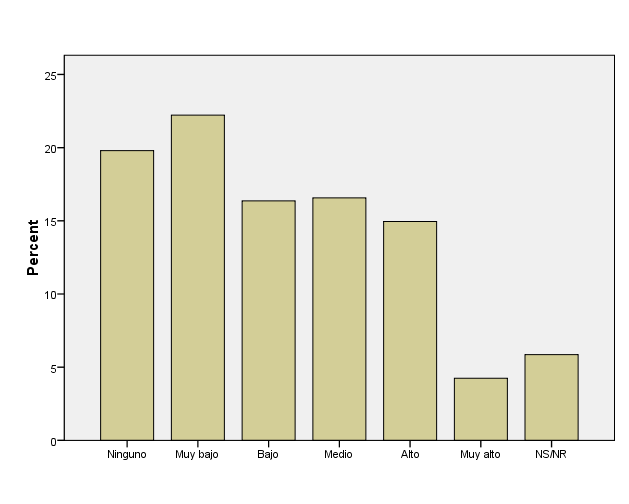 Percent
25
20
15
10
5
0
Ninguno
Muy bajo
Bajo
Medio
Alto
Muy alto
NS/NR